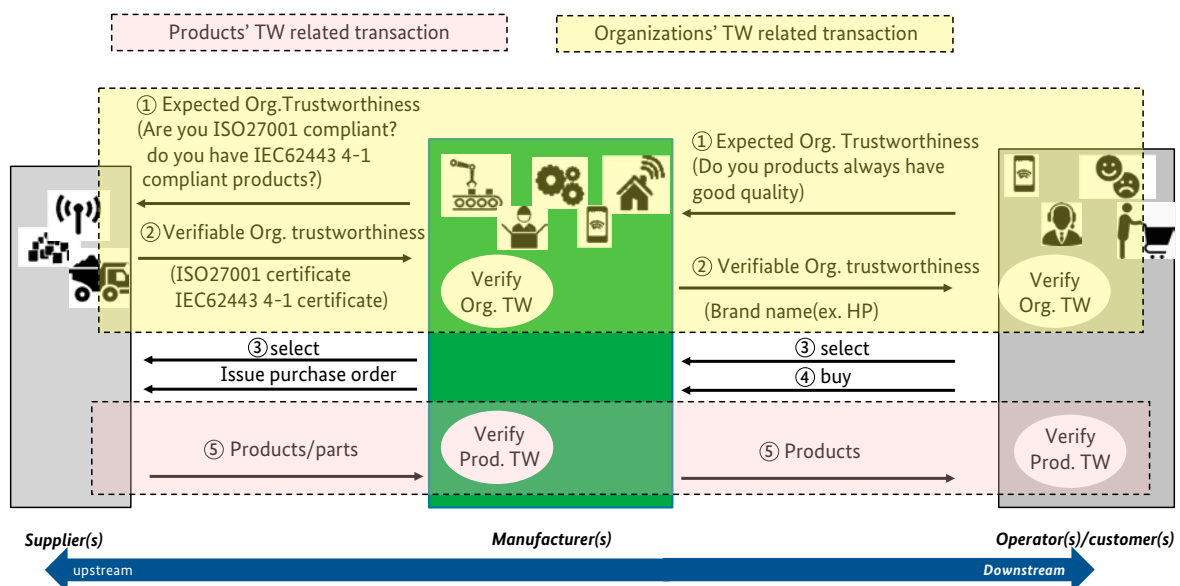 Products' TW related transaction
Organizations' TW related transaction
① Expected Org.Trustworthiness
(Are you ISO27001 compliant?
do you have IEC62443 4-1
compliant products?)
② Verifiable Org. trustworthiness
(ISO27001 certificate
IEC62443 4-1 certificate)
Verify
Org. TW
① Expected Org. Trustworthiness
(Do you products always have
good quality)
② Verifiable Org. trustworthiness
(Brand name(ex. HP)
Verify
Org. TW
③ select
Issue purchase order
③ select
④ buy
⑤ Products/parts
Verify
Prod. TW
⑤ Products
Verify
Prod. TW
Supplier(s)
Manufacturer(s)
Operator(s)/customer(s)
upstream
Downstream